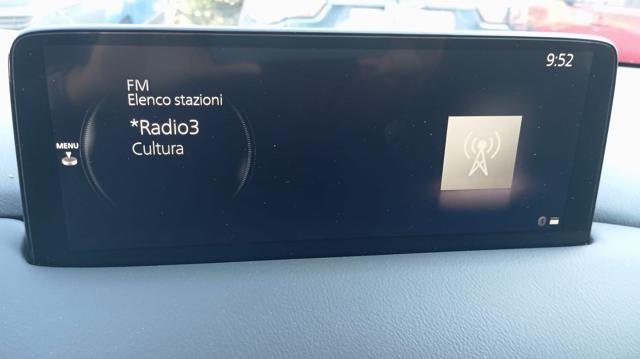 9:52
FM
Elenco stazioni
*Radio3
Cultura
MENU